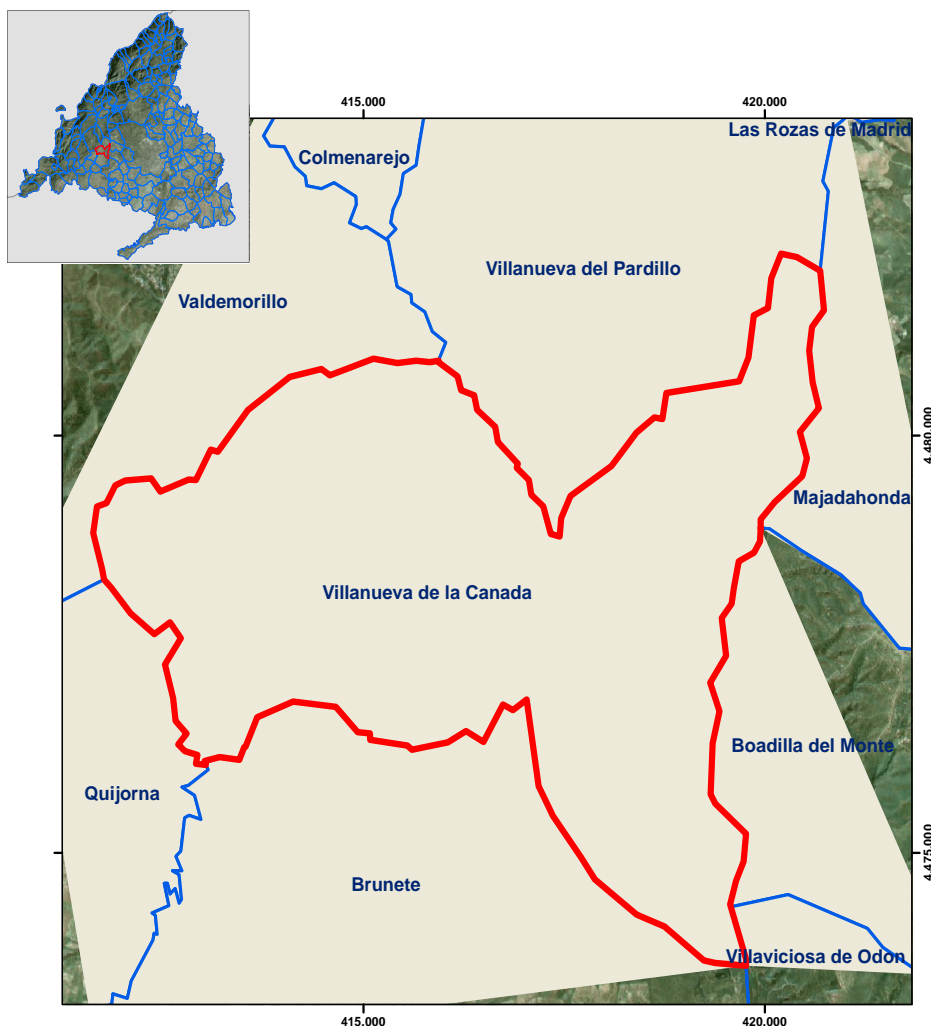 415.000
420.000
Las Rozas de Madrid
Colmenarejo
Villanueva del Pardillo
Valdemorillo
4.480.000
Majadahonda
Villanueva de la Canada
Boadilla del Monte
Quijorna
4.475.000
Brunete
Villaviciosa de Odon
415.000
420.000